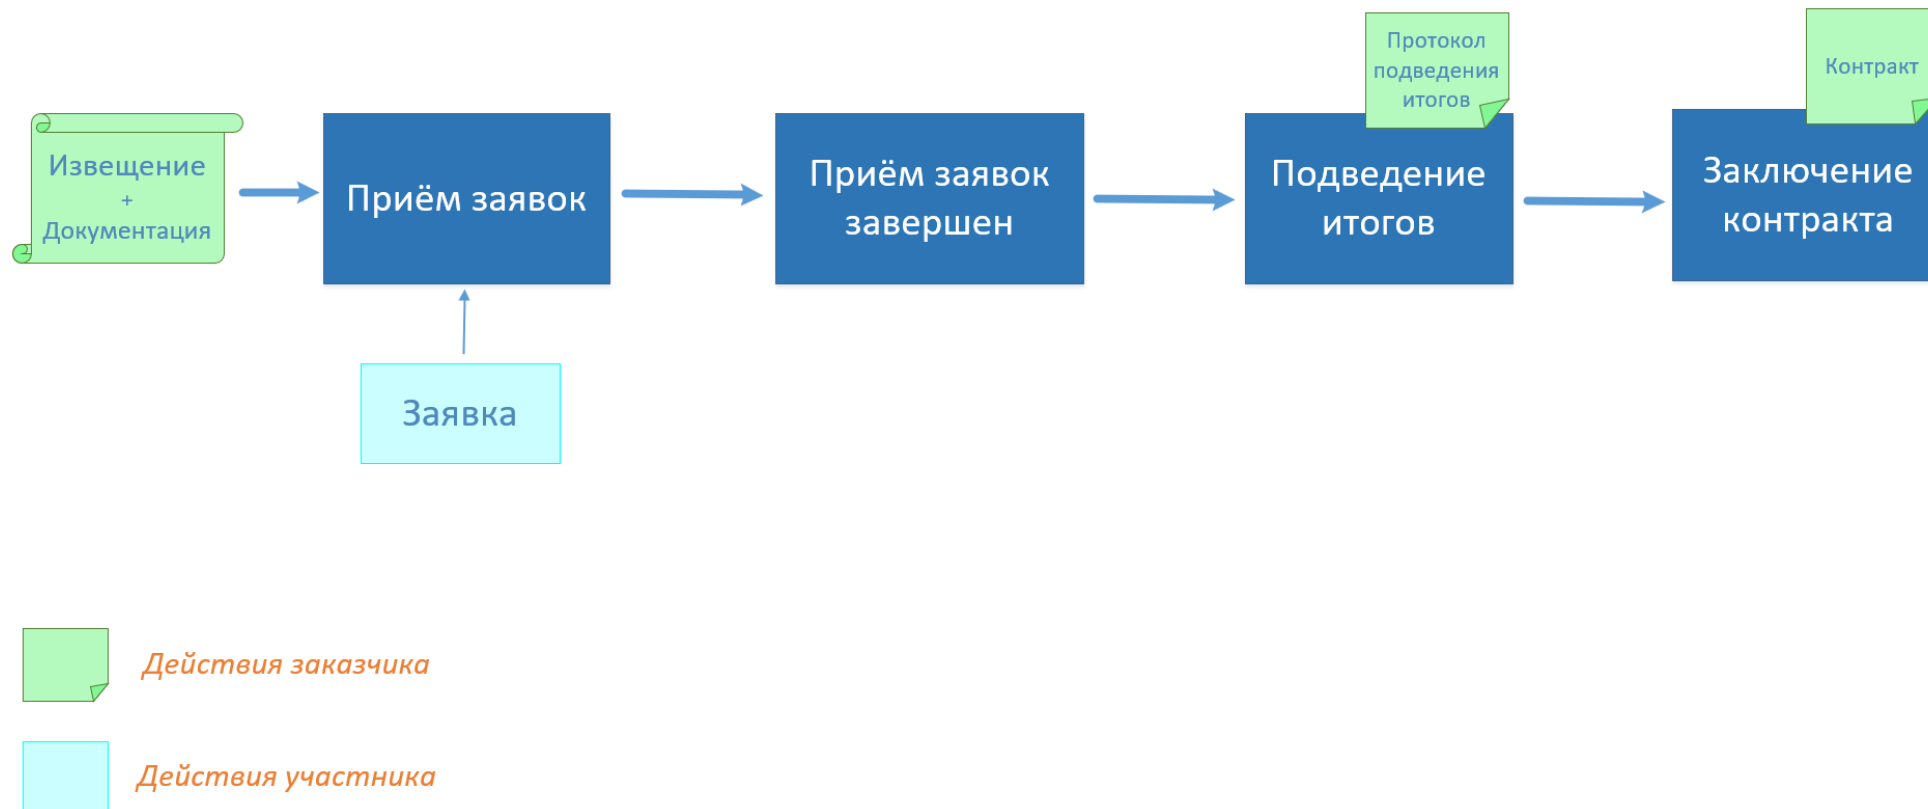 Извещение
+
Документация
Приём заявок
Заявка
Приём заявок
завершен
Протокол
подведения
итогов
Подведение
итогов
Контракт
Заключение
контракта
Действия заказчика
Действия участника